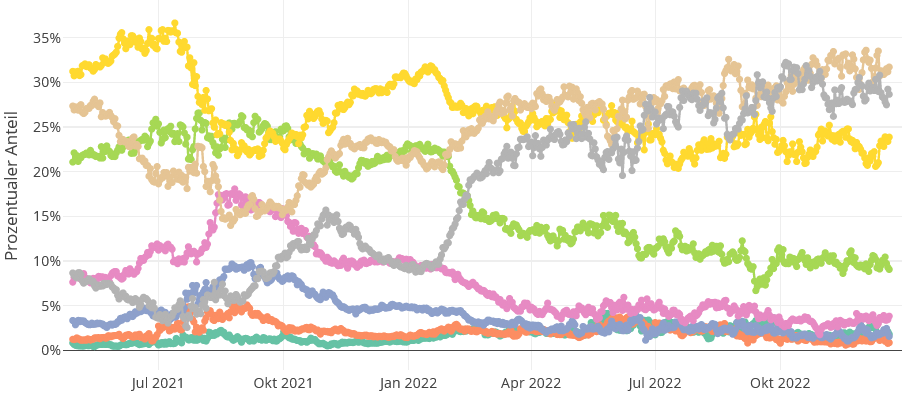 Prozentualer Anteil
35%
30%
25%
20%
15%
10%
5%
0%
Jul 2021
Okt 2021
Jan 2022
Apr 2022
Jul 2022
Okt 2022